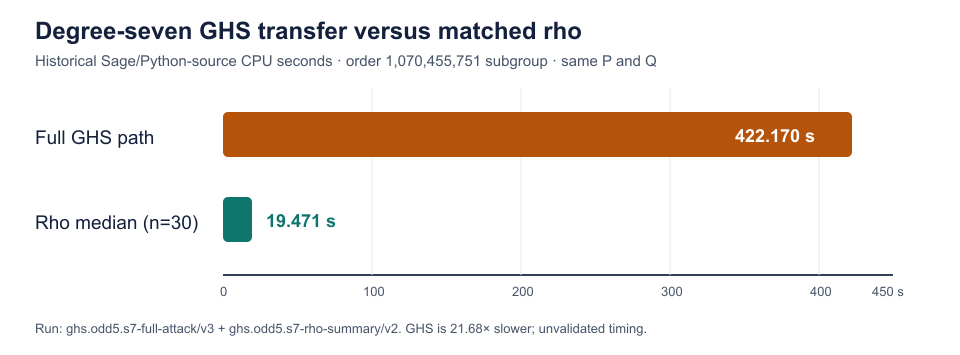 Degree-seven GHS transfer versus matched rho
Historical Sage/Python-source CPU seconds · order 1,070,455,751 subgroup · same P and Q
Full GHS path
422.170 s
Rho median (n=30)
19.471 s
0 100 200 300 400 450 s
Run: ghs.odd5.s7-full-attack/v3 + ghs.odd5.s7-rho-summary/v2. GHS is 21.68× slower; unvalidated timing.